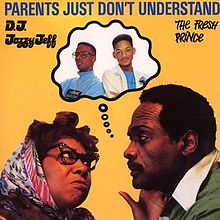 PARENTS JUST DON'T UNDERSTAND
D.J.
Jazzy Jeff
THE FRESH
PRINCE